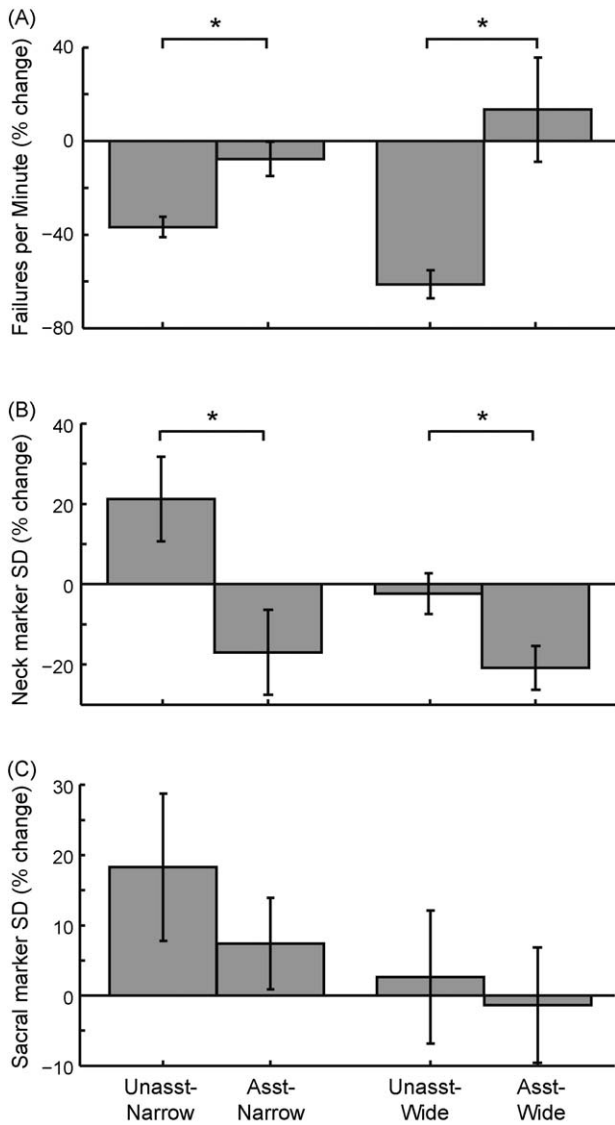 (A)
* *
Failures per Minute (% change)
40
0
−40
−80
(B)
* *
Neck marker SD (% change)
40
20
0
−20
(C)
Sacral marker SD (% change)
30
20
10
0
−10
Unasst- Asst- Unasst- Asst-
Narrow Narrow Wide Wide